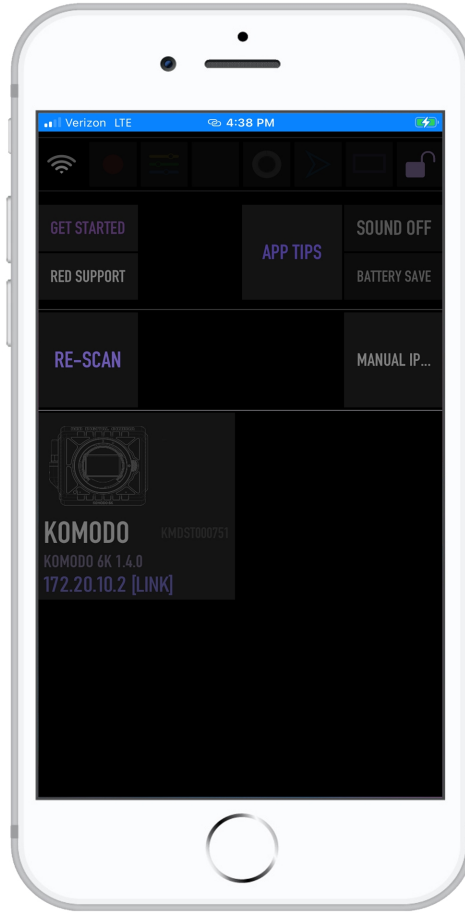 Verizon LTE 4:38 PM
GET STARTED
APP TIPS
SOUND OFF
RED SUPPORT
BATTERY SAVE
RE-SCAN
MANUAL IP...
KOMODO KMOST000751
KOMODO 6K 1.4.0
172.20.10.2 [LINK]